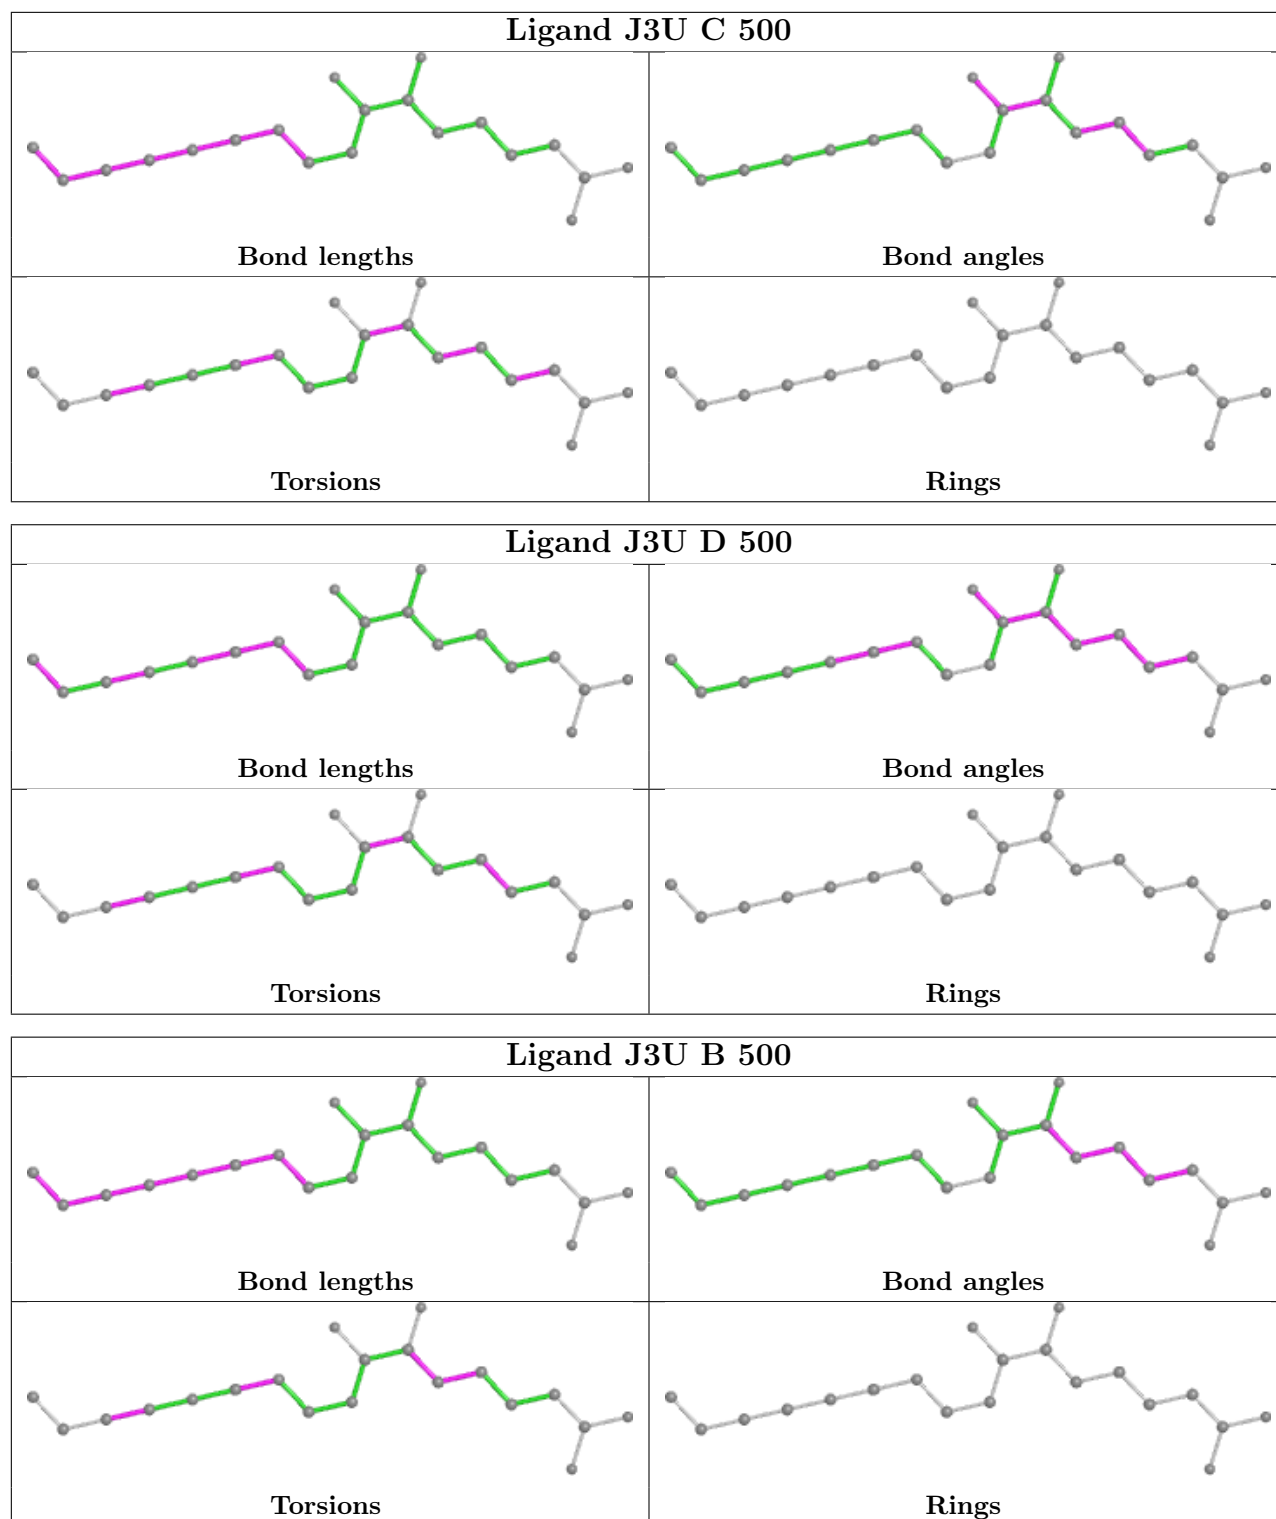 Ligand J3U C 500
Bond lengths
Bond angles
Torsions
Rings
Ligand J3U D 500
Bond lengths
Bond angles
Torsions
Rings
Ligand J3U B 500
Bond lengths
Bond angles
Torsions
Rings